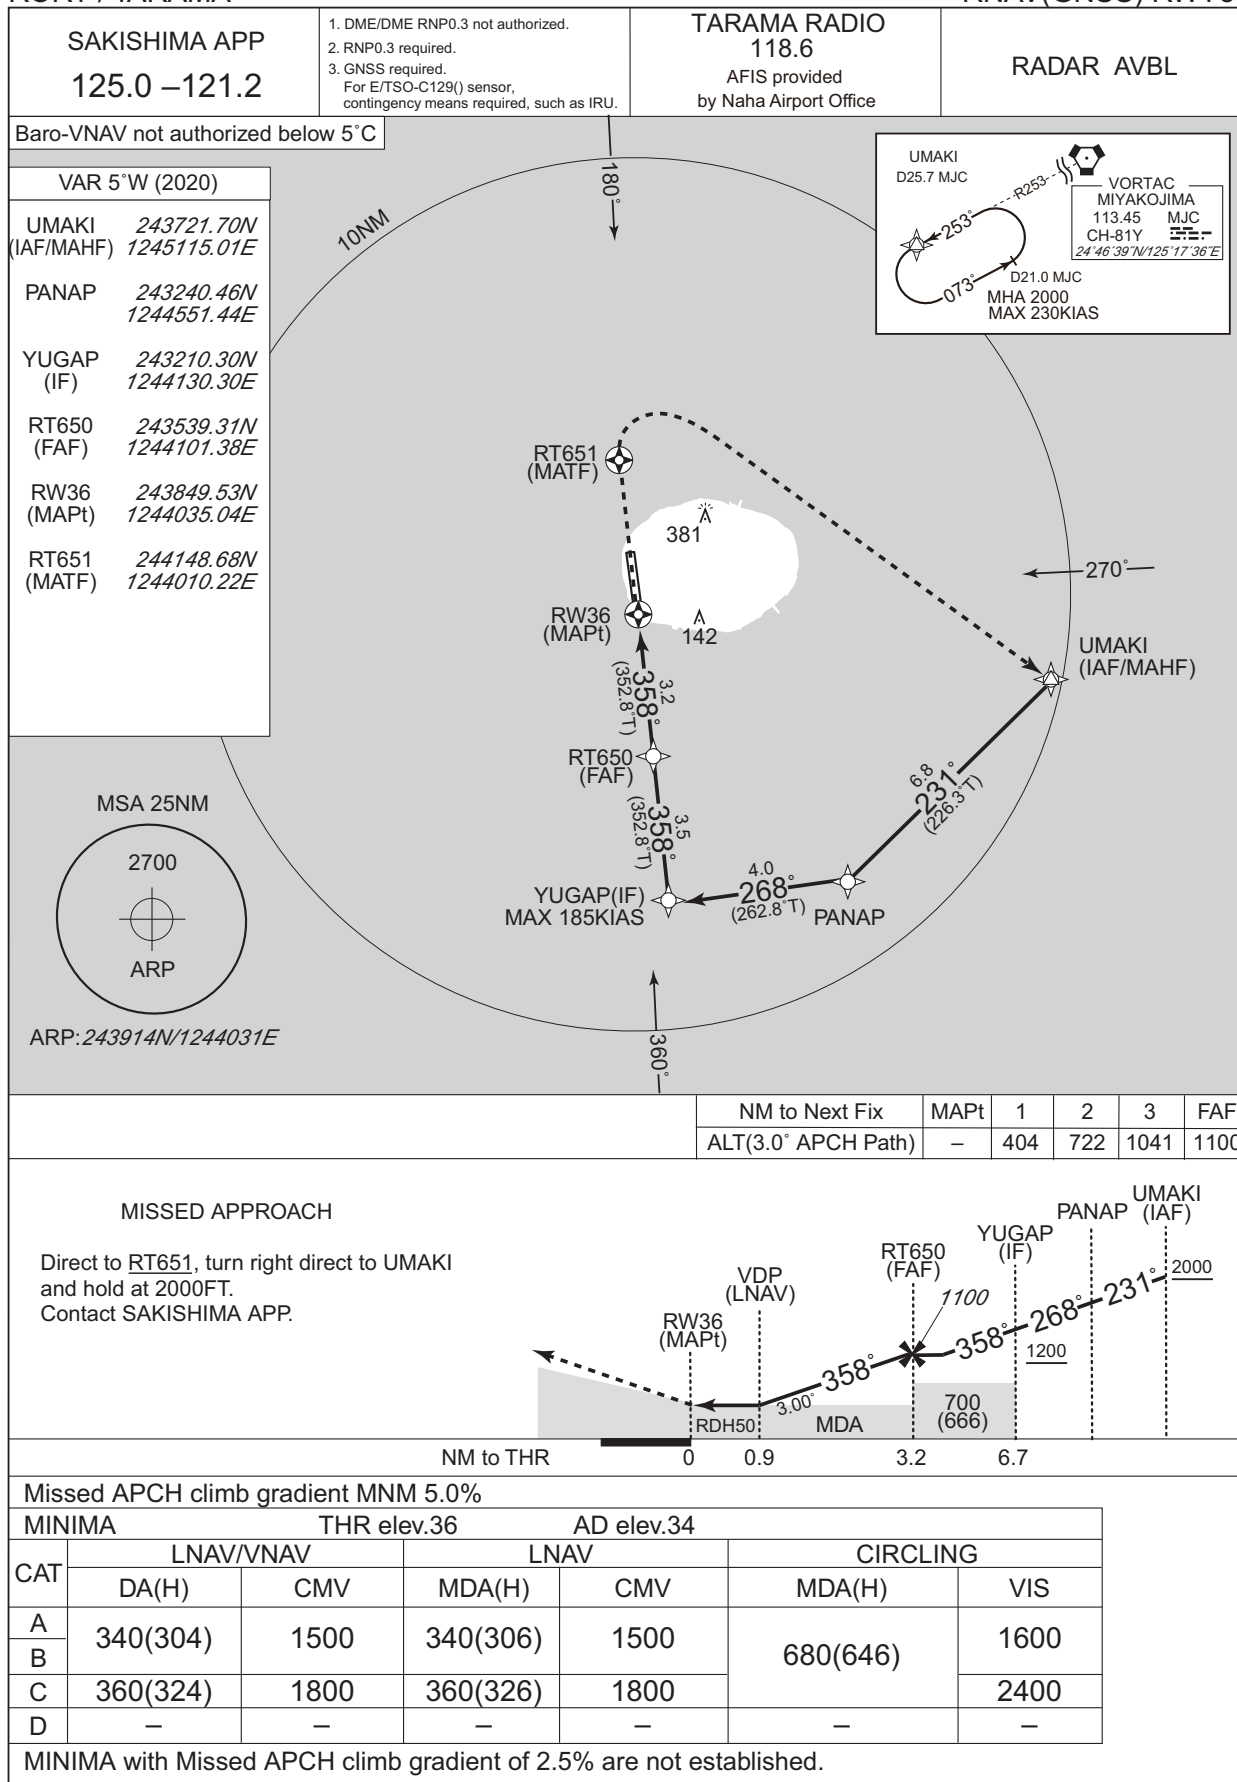 SAKISHIMA APP
125.0 –121.2
1. DME/DME RNP0.3 not authorized.
2. RNP0.3 required.
3. GNSS required.
For E/TSO-C129() sensor,
contingency means required, such as IRU.
TARAMA RADIO
118.6
AFIS provided
by Naha Airport Office
RADAR AVBL
Baro-VNAV not authorized below 5˚C
VAR 5˚W (2020)
UMAKI 243721.70N
(IAF/MAHF) 1245115.01E
PANAP 243240.46N
1244551.44E
YUGAP 243210.30N
(IF) 1244130.30E
RT650 243539.31N
(FAF) 1244101.38E
RW36 243849.53N
(MAPt) 1244035.04E
RT651 244148.68N
(MATF) 1244010.22E
10NM
180˚
UMAKI
D25.7 MJC
R253
253˚
073˚
D21.0 MJC
MHA 2000
MAX 230KIAS
VORTAC
MIYAKOJIMA
113.45 MJC
CH-81Y
24˚46´39˝N/125˚17´36˝E
RT651
(MATF)
381
270˚
RW36
(MAPt)
142
UMAKI
(IAF/MAHF)
3.2
358˚
(352.8˚T)
RT650
(FAF)
3.5
358˚
(352.8˚T)
6.8
231˚
(226.3˚T)
4.0
268˚
(262.8˚T)
YUGAP(IF)
MAX 185KIAS
PANAP
360˚
MSA 25NM
2700
ARP
ARP:243914N/1244031E
NM to Next Fix MAPt 1 2 3 FAF
ALT(3.0˚ APCH Path) – 404 722 1041 1100
MISSED APPROACH
Direct to RT651, turn right direct to UMAKI
and hold at 2000FT.
Contact SAKISHIMA APP.
RW36
(MAPt)
VDP
(LNAV)
RT650
(FAF)
YUGAP
(IF)
PANAP
UMAKI
(IAF)
2000
231˚
268˚
358˚
1100
1200
358˚
3.00˚
RDH50
MDA
700
(666)
NM to THR 0 0.9 3.2 6.7
Missed APCH climb gradient MNM 5.0%
MINIMA THR elev.36 AD elev.34
CAT LNAV/VNAV LNAV CIRCLING
DA(H) CMV MDA(H) CMV MDA(H) VIS
A
B
340(304) 1500 340(306) 1500 680(646) 1600
C 360(324) 1800 360(326) 1800 2400
D – – – – – –
MINIMA with Missed APCH climb gradient of 2.5% are not established.